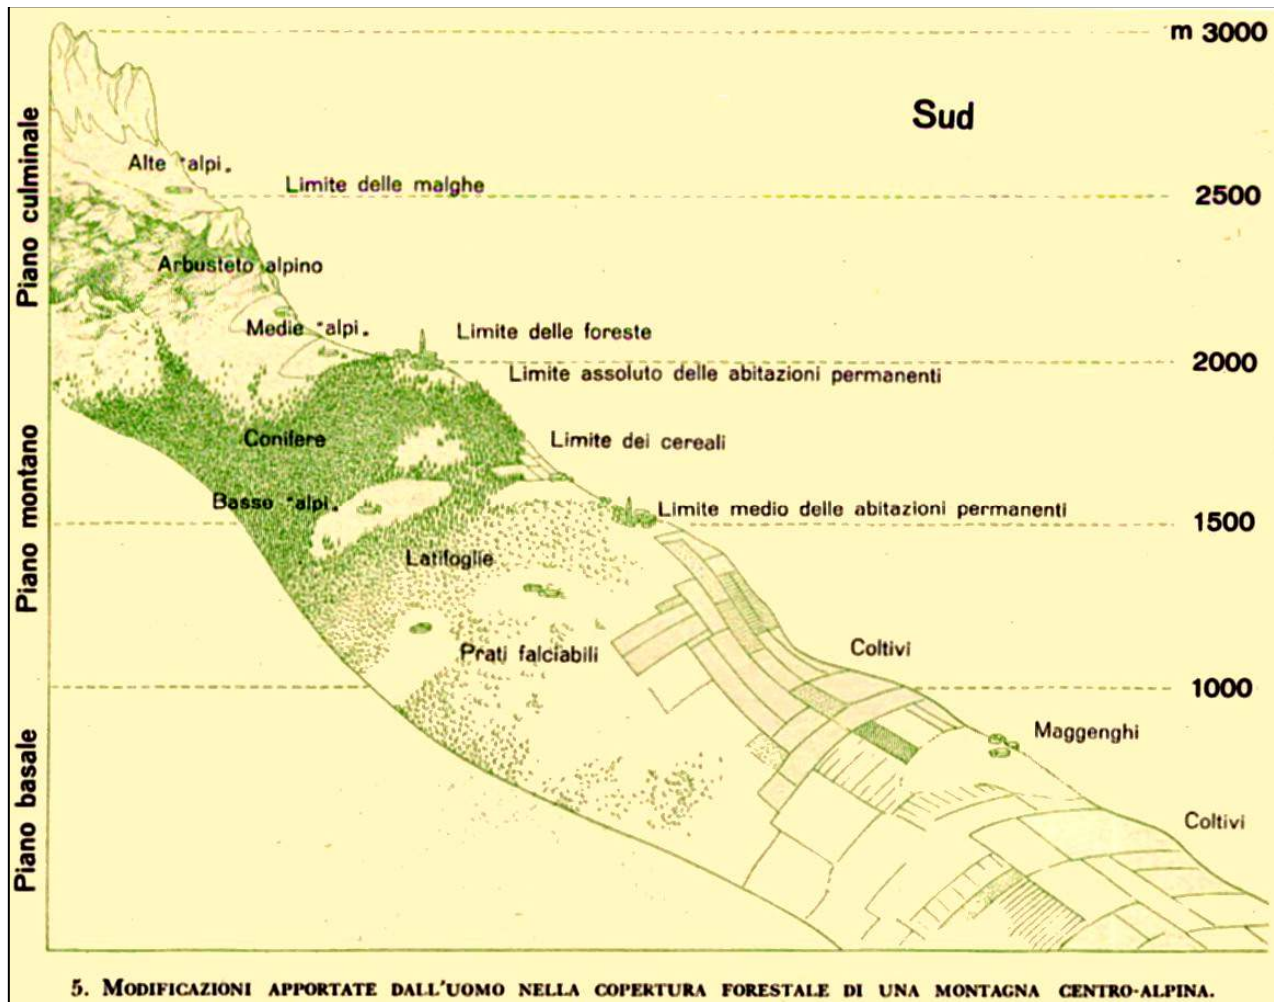 m 3000
Sud
Piano culminale
Alte "alpi„
Limite delle malghe
2500
Arbusteto alpino
Medie "alpi„
Limite delle foreste
2000
Limite assoluto delle abitazioni permanenti
Piano montano
Conifere
Limite dei cereali
Basse "alpi„
Limite medio delle abitazioni permanenti
1500
Latifoglie
Prati falciabili
Coltivi
1000
Maggenghi
Piano basale
Coltivi
5. MODIFICAZIONI APPORTATE DALL'UOMO NELLA COPERTURA FORESTALE DI UNA MONTAGNA CENTRO-ALPINA.